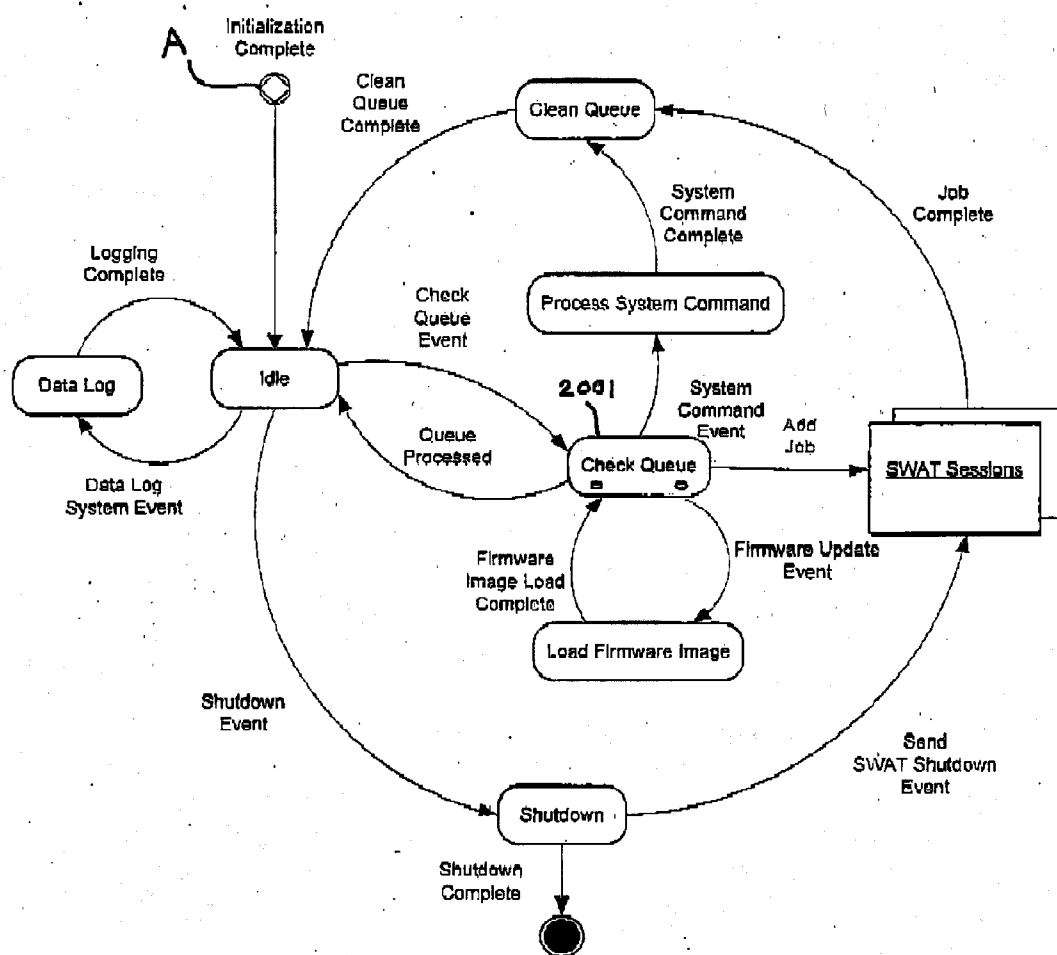 A
Initialization
Complete
Clean
Queue
Complete
Clean Queue
System
Command
Complete
Job
Complete
Logging
Complete
Check
Queue
Event
Process System Command
Data Log
Idle
2001
System
Command
Event
Add
Job
Queue
Processed
Check Queue
SWAT Sessions
Data Log
System Event
Firmware
Image Load
Complete
Firmware Update
Event
Load Firmware Image
Shutdown
Event
Send
SWAT Shutdown
Event
Shutdown
Shutdown
Complete